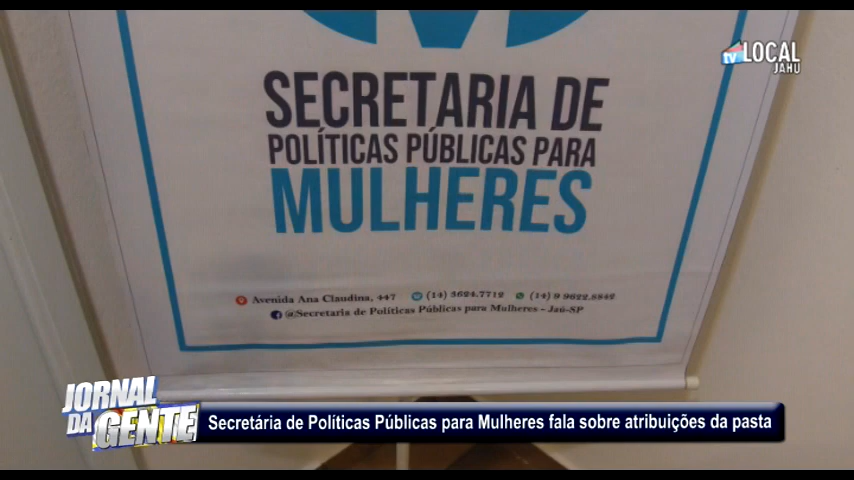 tv LOCAL
JAHU
SECRETARIA DE
POLÍTICAS PÚBLICAS PARA
MULHERES
Avenida Ana Claudina, 447 (14) 3624.7712 (14) 9 9622.8842
@Secretaria de Políticas Públicas para Mulheres - Jaú-SP
JORNAL
DA GENTE
Secretária de Políticas Públicas para Mulheres fala sobre atribuições da pasta